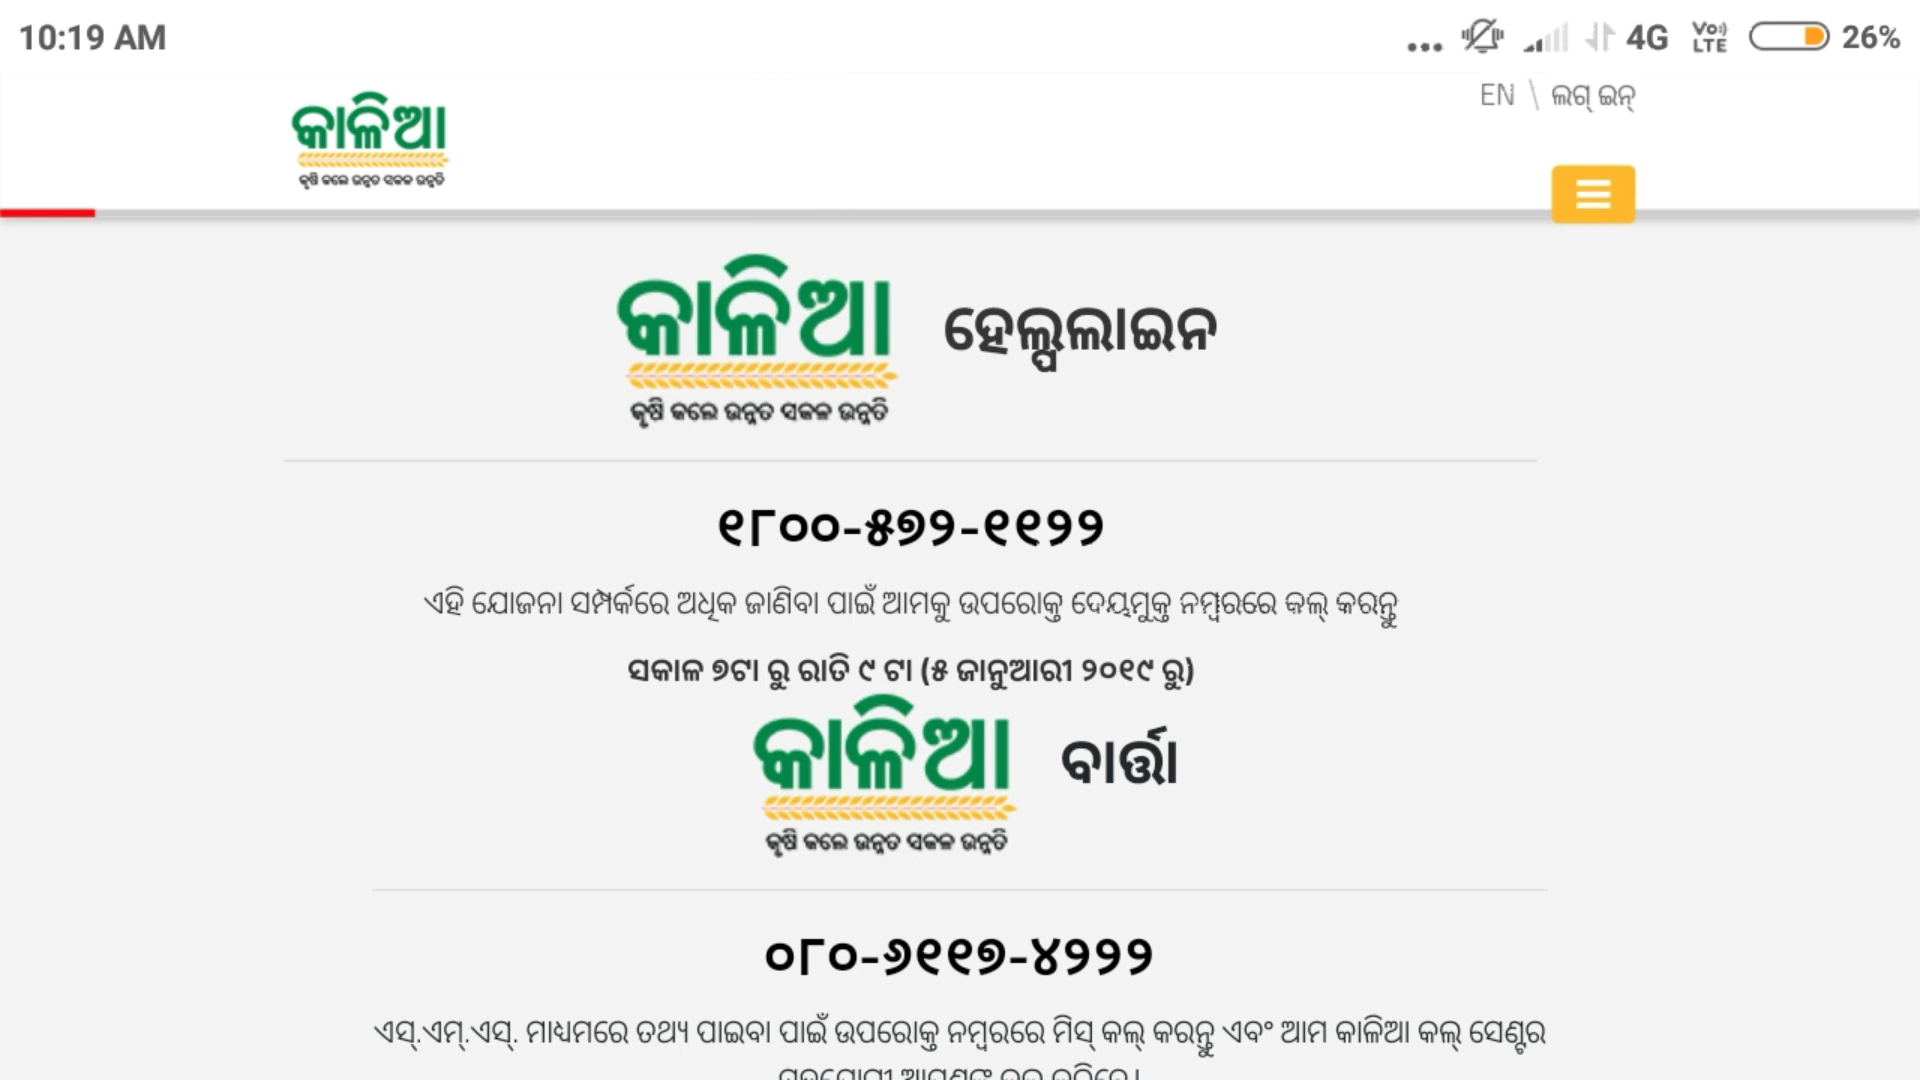 10:19 AM
... 4G VoLTE 26%
EN \ ଲଗ୍ ଇନ୍
କାଳିଆ
କୃଷି କଲେ ଉନ୍ନତ ସକଳ ଉନ୍ନତି
କାଳିଆ ହେଲ୍ପଲାଇନ
କୃଷି କଲେ ଉନ୍ନତ ସକଳ ଉନ୍ନତି
୧୮୦୦-୫୭୨-୧୧୨୨
ଏହି ଯୋଜନା ସମ୍ପର୍କରେ ଅଧିକ ଜାଣିବା ପାଇଁ ଆମକୁ ଉପରୋକ୍ତ ଦେୟମୁକ୍ତ ନମ୍ବରରେ କଲ୍ କରନ୍ତୁ
ସକାଳ ୭ଟା ରୁ ରାତି ୯ ଟା (୫ ଜାନୁଆରୀ ୨୦୧୯ ରୁ)
କାଳିଆ ବାର୍ତ୍ତା
କୃଷି କଲେ ଉନ୍ନତ ସକଳ ଉନ୍ନତି
୦୮୦-୬୧୧୭-୪୨୨୨
ଏସ୍.ଏମ୍.ଏସ୍. ମାଧ୍ୟମରେ ତଥ୍ୟ ପାଇବା ପାଇଁ ଉପରୋକ୍ତ ନମ୍ବରରେ ମିସ୍ କଲ୍ କରନ୍ତୁ ଏବଂ ଆମ କାଳିଆ କଲ୍ ସେଣ୍ଟର